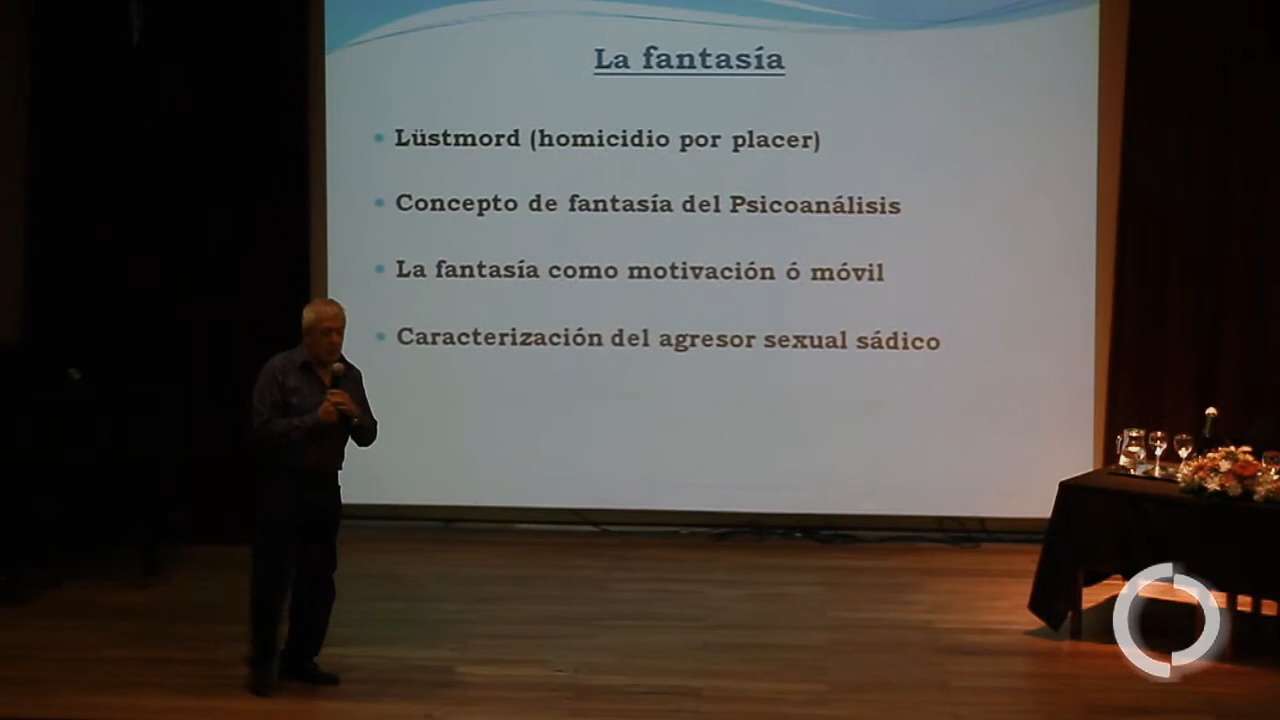 La fantasía
Lüstmord (homicidio por placer)
Concepto de fantasía del Psicoanálisis
La fantasía como motivación ó móvil
Caracterización del agresor sexual sádico